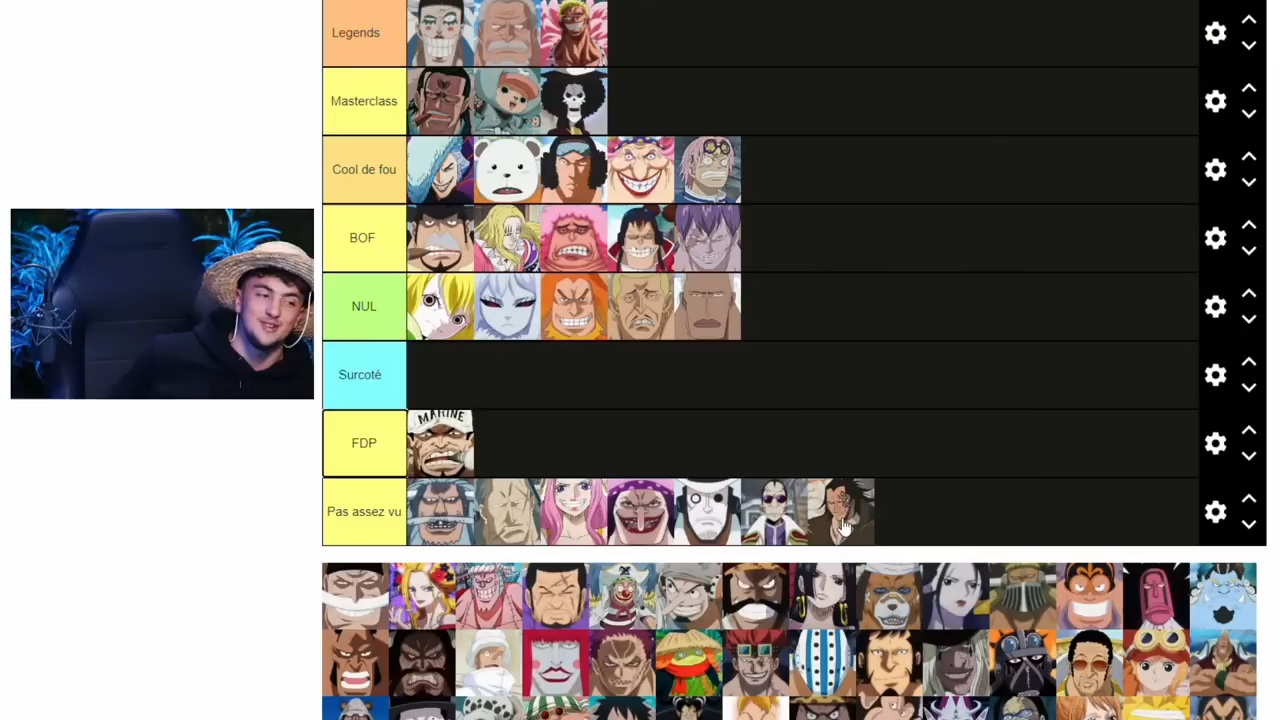 Legends
Masterclass
Cool de fou
BOF
NUL
Surcoté
FDP
MARINE
Pas assez vu